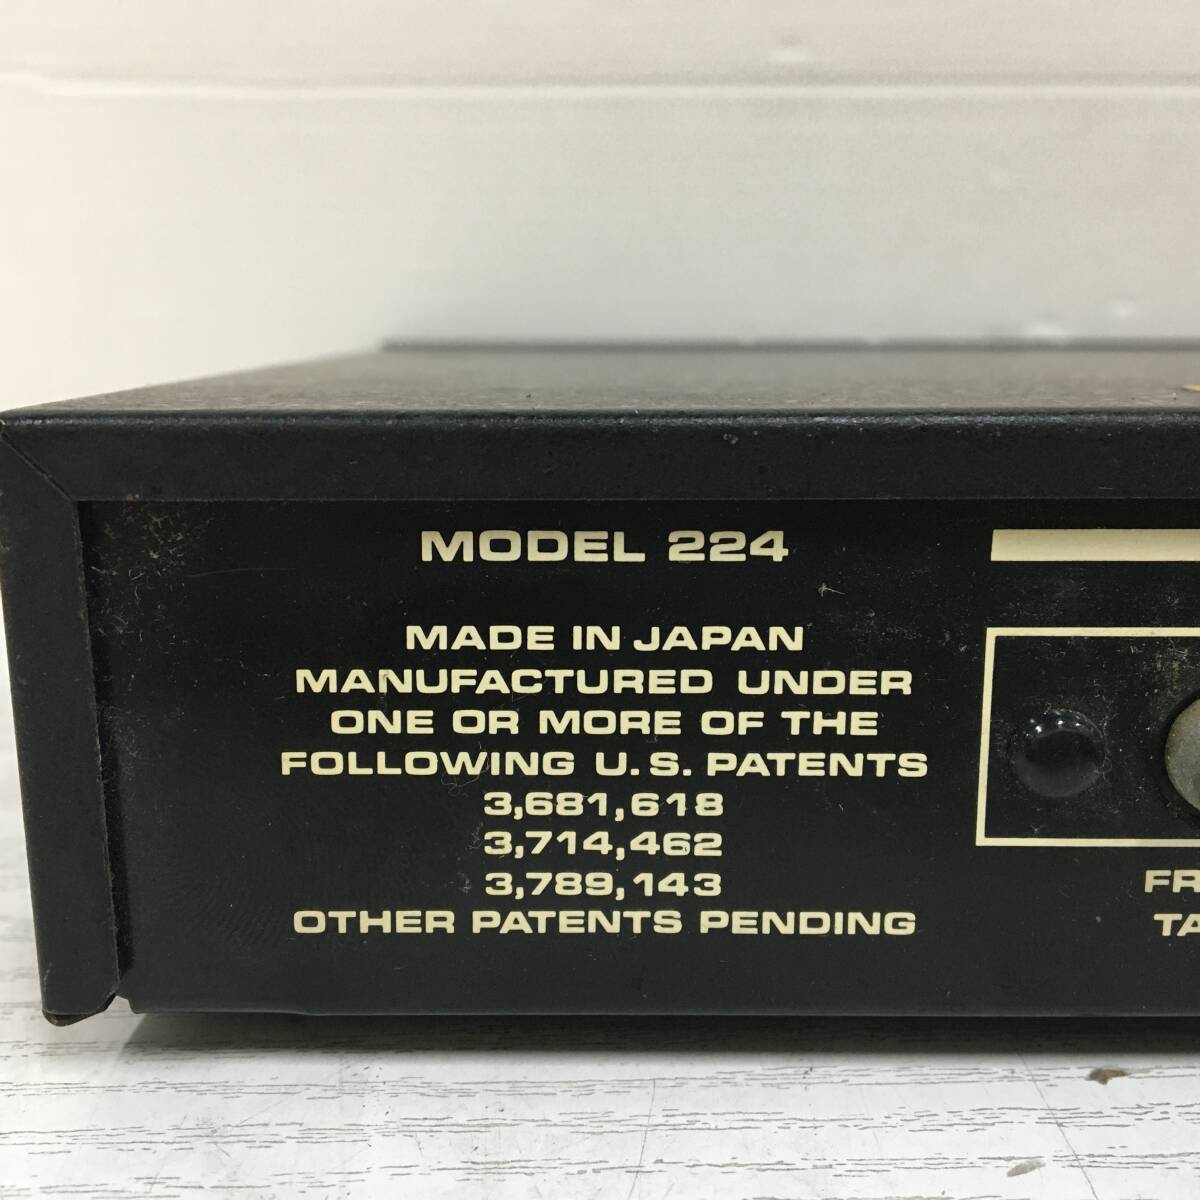 MODEL 224
MADE IN JAPAN
MANUFACTURED UNDER
ONE OR MORE OF THE
FOLLOWING U.S. PATENTS
3,681,618
3,714,462
3,789,143
OTHER PATENTS PENDING
FR
TA